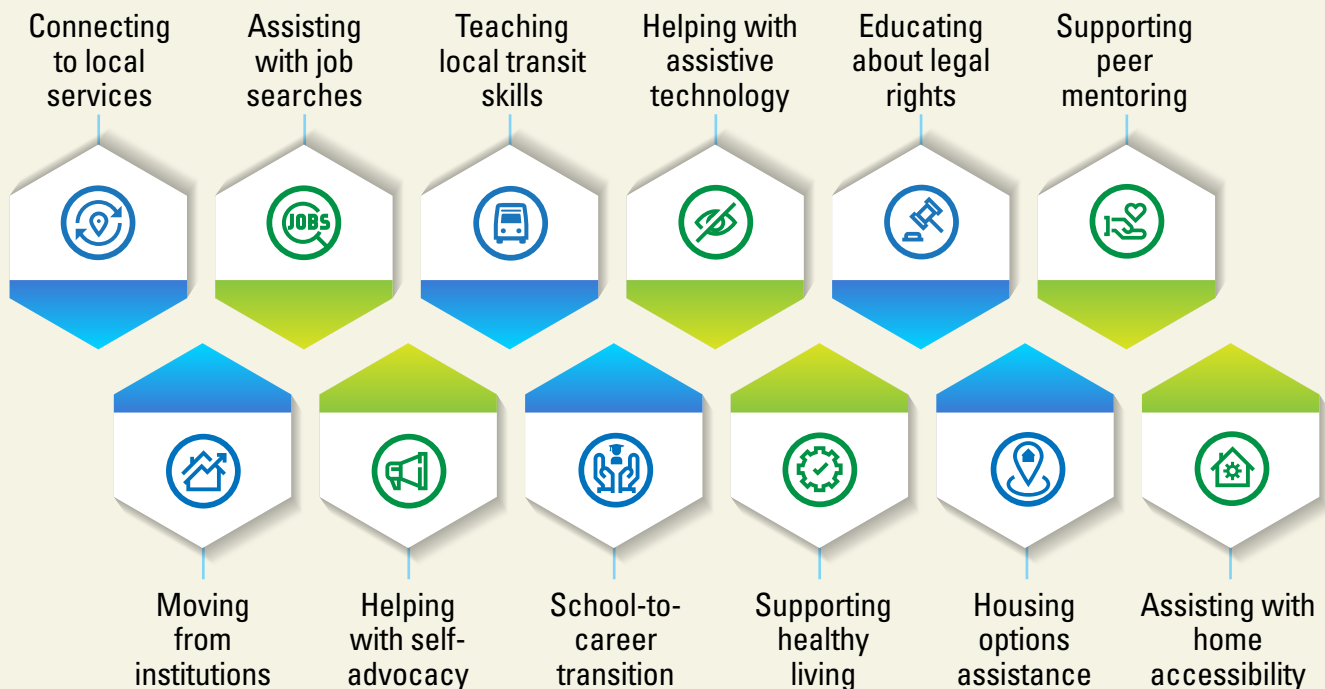 Connecting
to local
services
Assisting
with job
searches
Teaching
local transit
skills
Helping with
assistive
technology
Educating
about legal
rights
Supporting
peer
mentoring
JOBS
Moving
from
institutions
Helping
with self-
advocacy
School-to-
career
transition
Supporting
healthy
living
Housing
options
assistance
Assisting with
home
accessibility